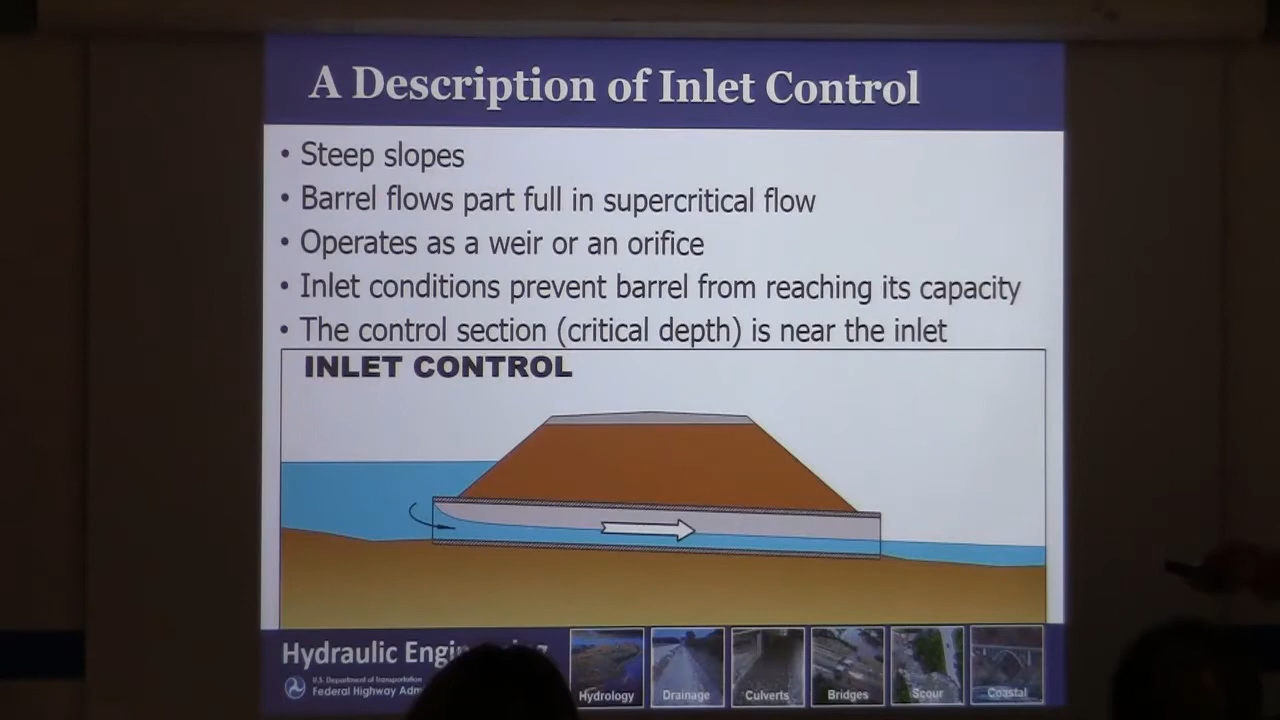 A Description of Inlet Control
• Steep slopes
• Barrel flows part full in supercritical flow
• Operates as a weir or an orifice
• Inlet conditions prevent barrel from reaching its capacity
• The control section (critical depth) is near the inlet
INLET CONTROL
Hydraulic
U.S. Department of Transportation
Federal Highway
Hydrology
Drainage
Culverts
Bridges
Scour
Coastal